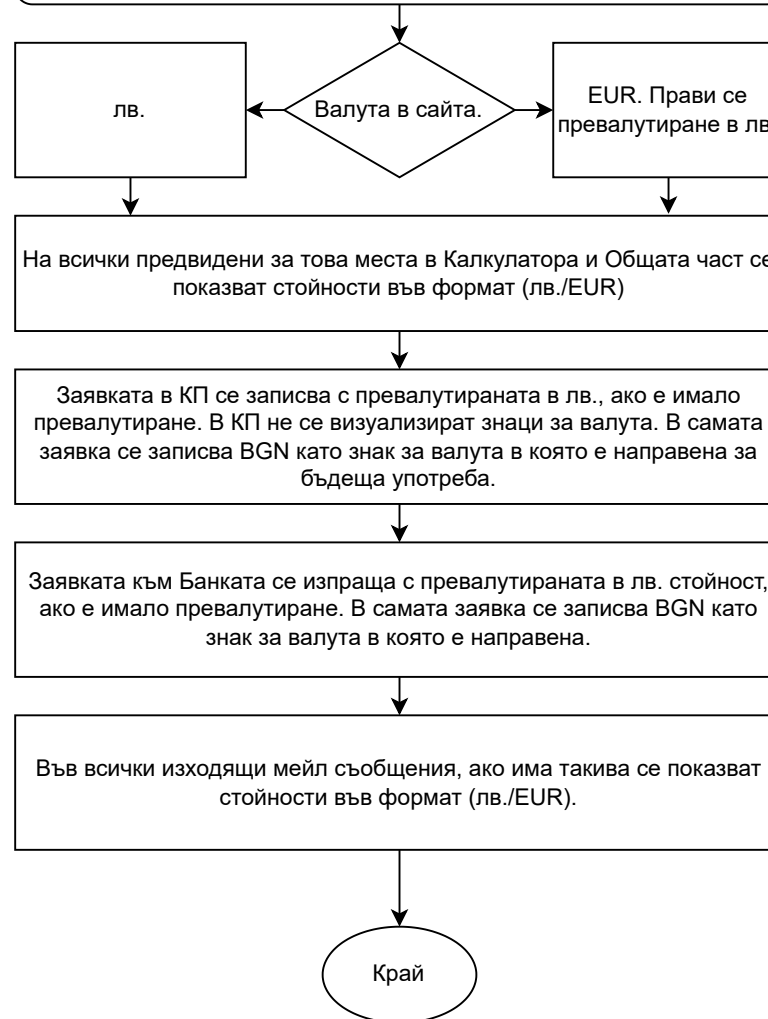 лв.
Валута в сайта.
EUR. Прави се
превалутиране в лв
На всички предвидени за това места в Калкулатора и Общата част се
показват стойности във формат (лв./EUR)
Заявката в КП се записва с превалутираната в лв., ако е имало
превалутиране. В КП не се визуализират знаци за валута. В самата
заявка се записва BGN като знак за валута в която е направена за
бъдеща употреба.
Заявката към Банката се изпраща с превалутираната в лв. стойност,
ако е имало превалутиране. В самата заявка се записва BGN като
знак за валута в която е направена.
Във всички изходящи мейл съобщения, ако има такива се показват
стойности във формат (лв./EUR).
Край